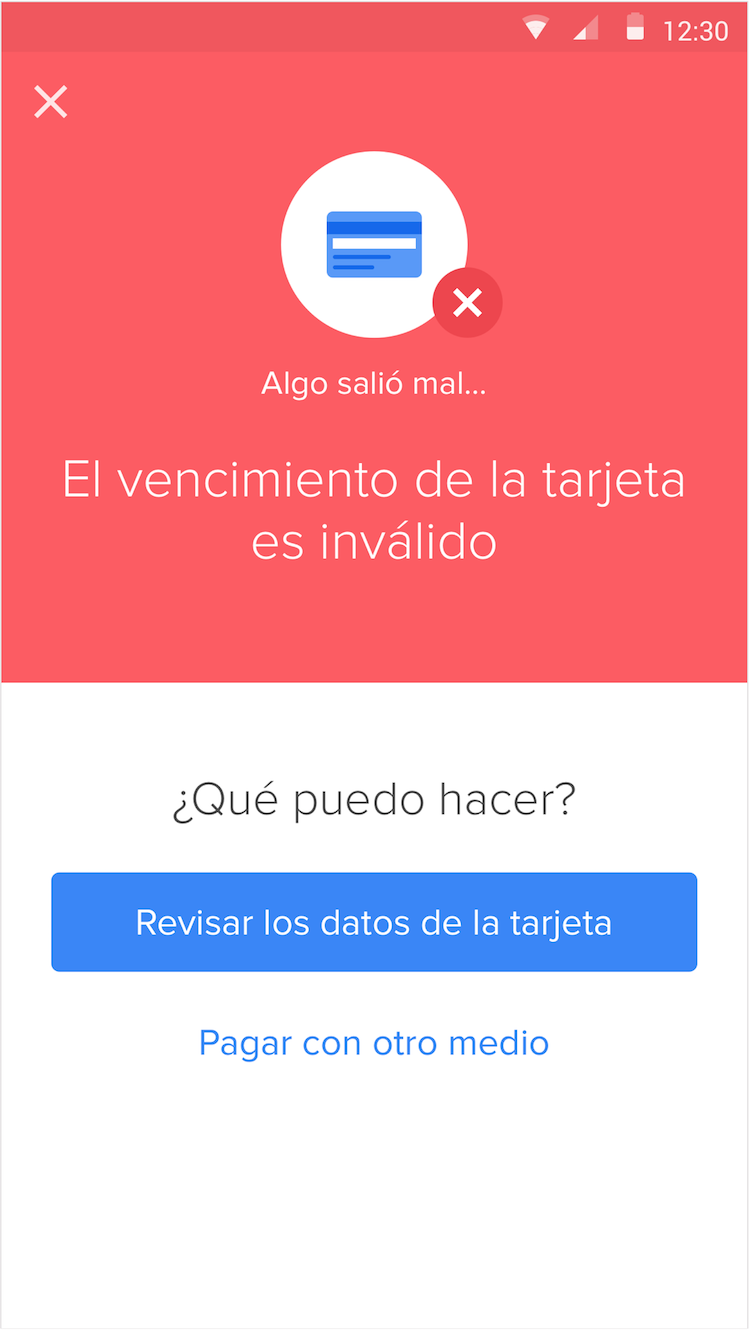 12:30
Algo salió mal...
El vencimiento de la tarjeta
es inválido
¿Qué puedo hacer?
Revisar los datos de la tarjeta
Pagar con otro medio